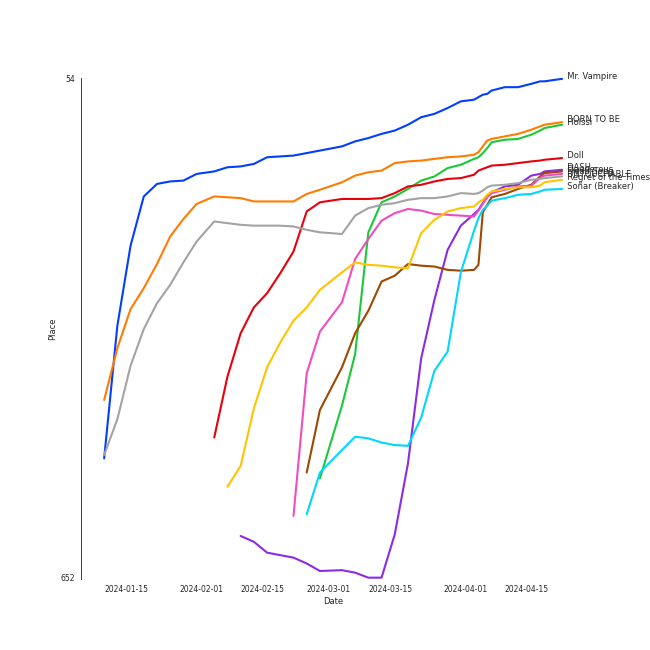 54
Mr. Vampire
BORN TO BE
Holssi
Doll
DASH
Regret of the Times
Soñar (Breaker)
Place
652
2024-01-15
2024-02-01
2024-02-15
2024-03-01
2024-03-15
2024-04-01
2024-04-15
Date